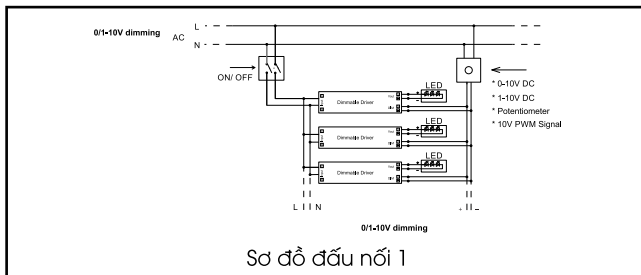 0/1-10V dimming
AC
L
N
ON/ OFF
LED
* 0-10V DC
* 1-10V DC
* Potentiometer
* 10V PWM Signal
Dimmable Driver
+
-
LED
Dimmable Driver
+
-
LED
Dimmable Driver
+
-
L
N
+
-
0/1-10V dimming
Sơ đồ đấu nối 1